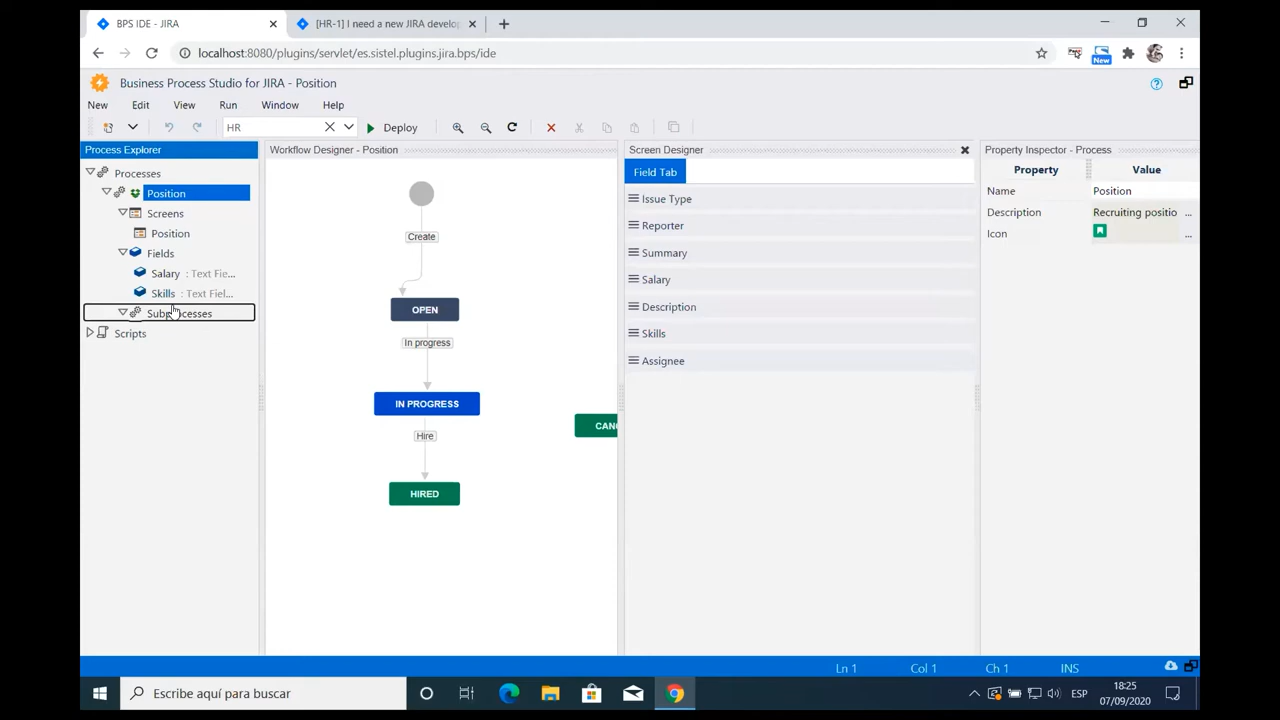 BPS IDE - JIRA
[HR-1] I need a new JIRA develop
localhost:8080/plugins/servlet/es.sistel.plugins.jira.bps/ide
New
Business Process Studio for JIRA - Position
New Edit View Run Window Help
HR
Deploy
Process Explorer
Processes
Position
Screens
Position
Fields
Salary : Text Fie...
Skills : Text Fiel...
Subprocesses
Scripts
Workflow Designer - Position
Create
OPEN
In progress
IN PROGRESS
Hire
HIRED
CANC
Screen Designer
Field Tab
Issue Type
Reporter
Summary
Salary
Description
Skills
Assignee
Property Inspector - Process
Property Value
Name Position
Description Recruiting positio ...
Icon ...
Ln 1 Col 1 Ch 1 INS
Escribe aquí para buscar
ESP
18:25
07/09/2020